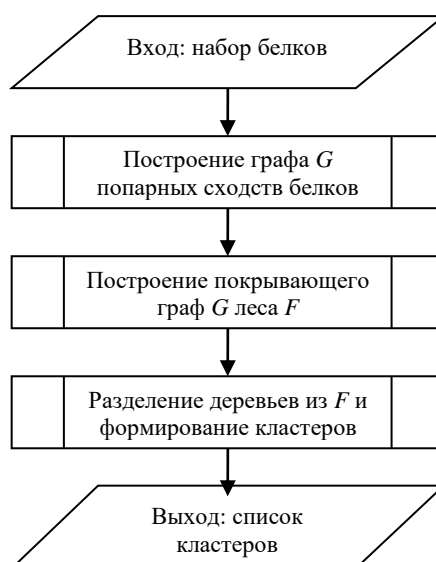 Вход: набор белков
Построение графа G
попарных сходств белков
Построение покрывающего
граф G леса F
Разделение деревьев из F и
формирование кластеров
Выход: список
кластеров